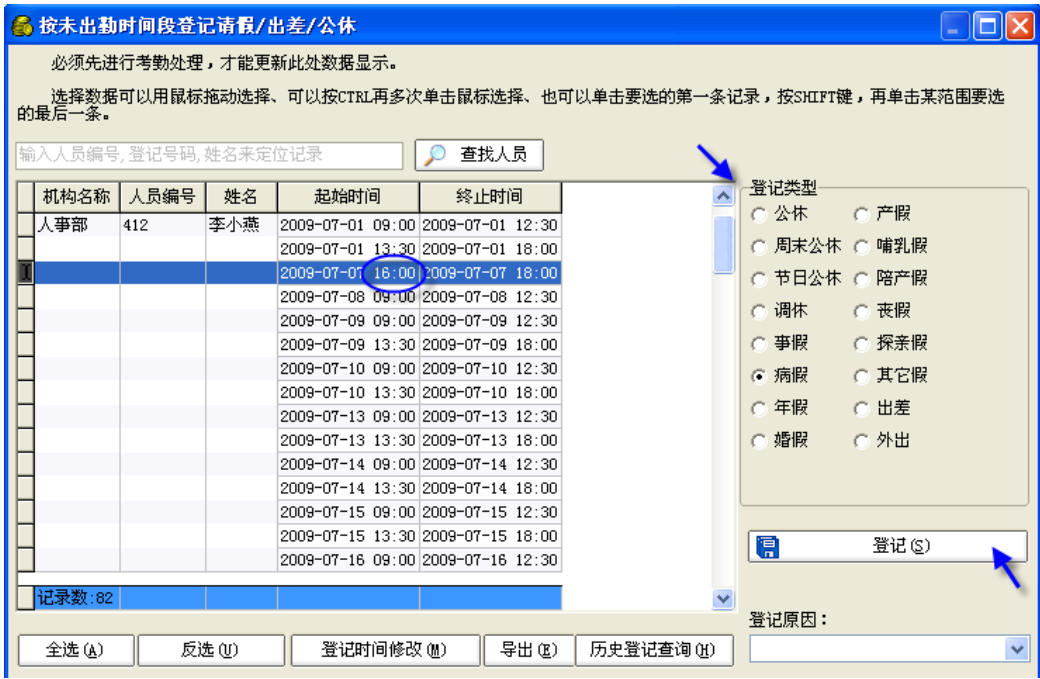 按未出勤时间段登记请假/出差/公休
必须先进行考勤处理，才能更新此处数据显示。
选择数据可以用鼠标拖动选择、可以按CTRL再多次单击鼠标选择、也可以单击要选的第一条记录，按SHIFT键，再单击某范围要选
的最后一条。
输入人员编号,登记号码,姓名来定位记录 查找人员
机构名称 人员编号 姓名 起始时间 终止时间
人事部 412 李小燕 2009-07-01 09:00 2009-07-01 12:30
2009-07-01 13:30 2009-07-01 18:00
2009-07-07 16:00 2009-07-07 18:00
2009-07-08 09:00 2009-07-08 12:30
2009-07-09 09:00 2009-07-09 12:30
2009-07-09 13:30 2009-07-09 18:00
2009-07-10 09:00 2009-07-10 12:30
2009-07-10 13:30 2009-07-10 18:00
2009-07-13 09:00 2009-07-13 12:30
2009-07-13 13:30 2009-07-13 18:00
2009-07-14 09:00 2009-07-14 12:30
2009-07-14 13:30 2009-07-14 18:00
2009-07-15 09:00 2009-07-15 12:30
2009-07-15 13:30 2009-07-15 18:00
2009-07-16 09:00 2009-07-16 12:30
记录数:82
全选(A) 反选(U) 登记时间修改(M) 导出(E) 历史登记查询(H)
登记类型
公休 产假
周末公休 哺乳假
节日公休 陪产假
调休 丧假
事假 探亲假
病假 其它假
年假 出差
婚假 外出
登记(S)
登记原因：